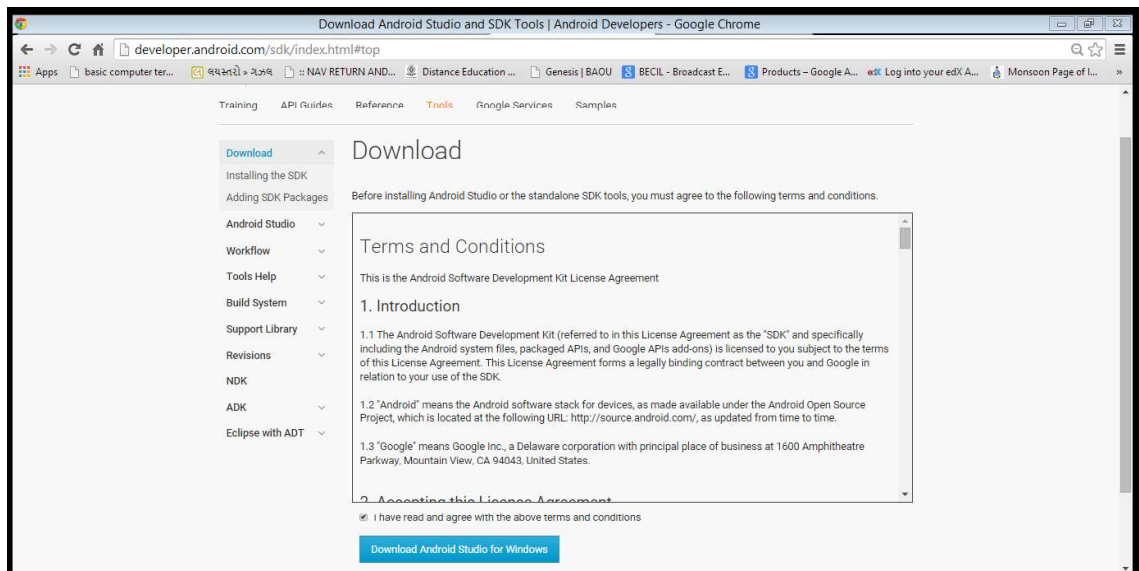 Download Android Studio and SDK Tools | Android Developers - Google Chrome
developer.android.com/sdk/index.html#top
Apps basic computer ter... લયસ્તરો » ગઝલ :: NAV RETURN AND... Distance Education ... Genesis | BAOU BECIL - Broadcast E... Products – Google A... edX Log into your edX A... Monsoon Page of I... »
Training API Guides Reference Tools Google Services Samples
Download
Installing the SDK
Adding SDK Packages
Android Studio
Workflow
Tools Help
Build System
Support Library
Revisions
NDK
ADK
Eclipse with ADT
Download
Before installing Android Studio or the standalone SDK tools, you must agree to the following terms and conditions.
Terms and Conditions
This is the Android Software Development Kit License Agreement
1. Introduction
1.1 The Android Software Development Kit (referred to in this License Agreement as the "SDK" and specifically
including the Android system files, packaged APIs, and Google APIs add-ons) is licensed to you subject to the terms
of this License Agreement. This License Agreement forms a legally binding contract between you and Google in
relation to your use of the SDK.
1.2 "Android" means the Android software stack for devices, as made available under the Android Open Source
Project, which is located at the following URL: http://source.android.com/, as updated from time to time.
1.3 "Google" means Google Inc., a Delaware corporation with principal place of business at 1600 Amphitheatre
Parkway, Mountain View, CA 94043, United States.
2. Accepting this License Agreement
I have read and agree with the above terms and conditions
Download Android Studio for Windows